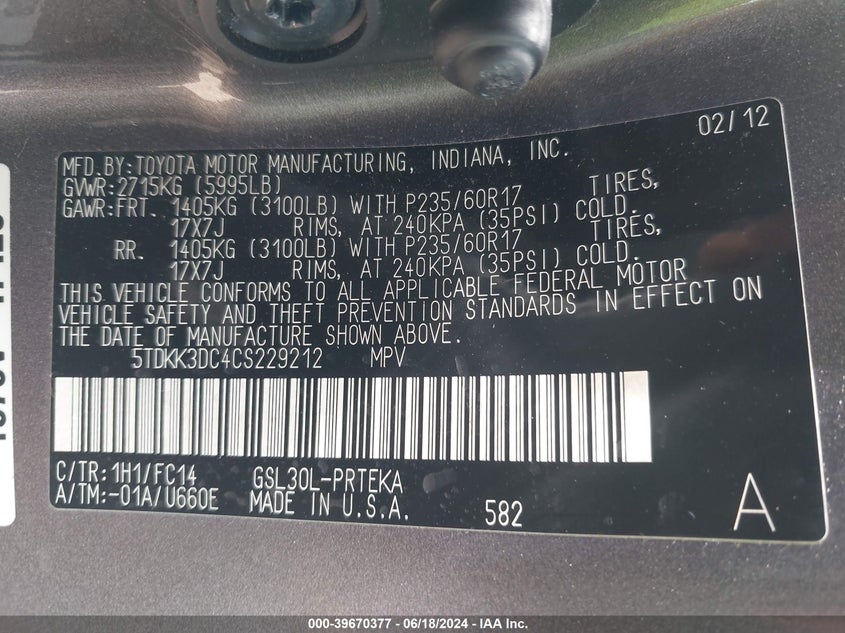 02/12
MFD.BY:TOYOTA MOTOR MANUFACTURING, INDIANA, INC.
GVWR:2715KG (5995LB)
GAWR:FRT. 1405KG (3100LB) WITH P235/60R17 TIRES,
17X7J RIMS, AT 240KPA (35PSI) COLD.
RR. 1405KG (3100LB) WITH P235/60R17 TIRES,
17X7J RIMS, AT 240KPA (35PSI) COLD.
THIS VEHICLE CONFORMS TO ALL APPLICABLE FEDERAL MOTOR
VEHICLE SAFETY AND THEFT PREVENTION STANDARDS IN EFFECT ON
THE DATE OF MANUFACTURE SHOWN ABOVE.
5TDKK3DC4CS229212 MPV
C/TR:1H1/FC14 GSL30L-PRTEKA
A/TM:-01A/U660E MADE IN U.S.A. 582 A
000-39670377 - 06/18/2024 - IAA Inc.